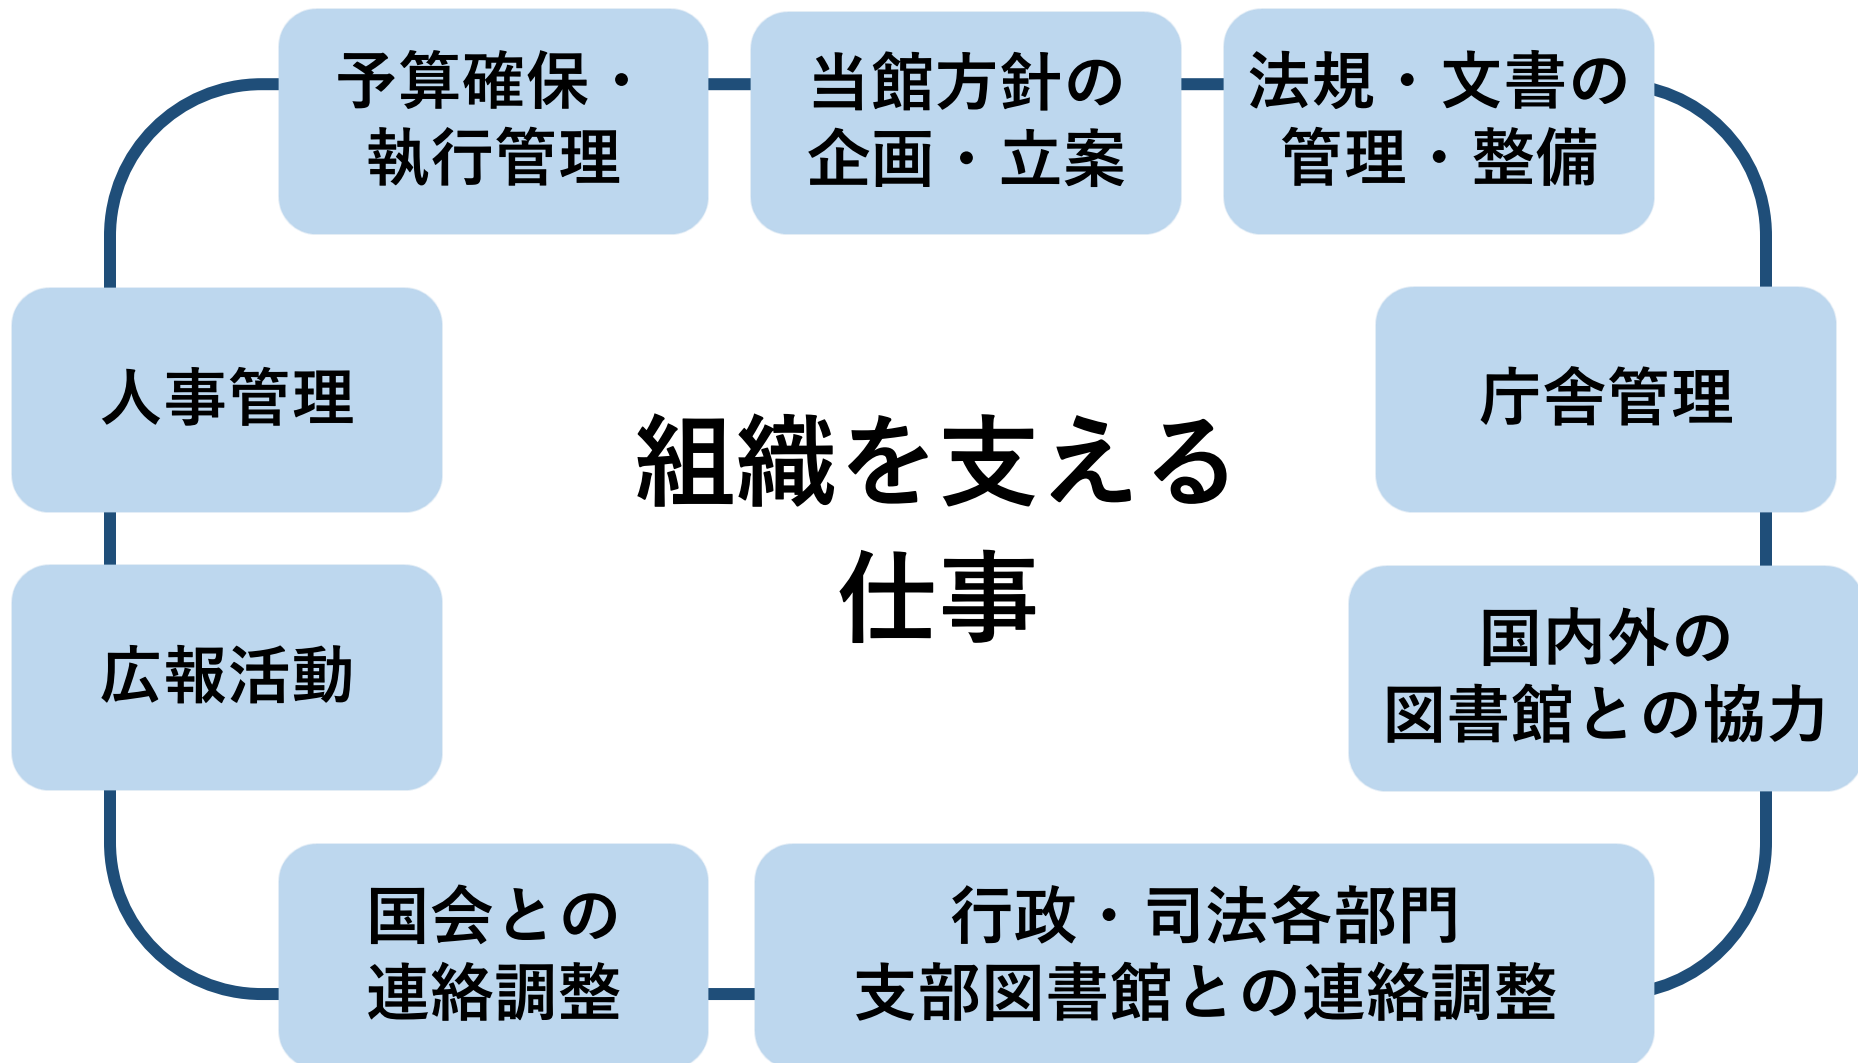 予算確保・
執行管理
当館方針の
企画・立案
法規・文書の
管理・整備
人事管理
庁舎管理
組織を支える
仕事
広報活動
国内外の
図書館との協力
国会との
連絡調整
行政・司法各部門
支部図書館との連絡調整